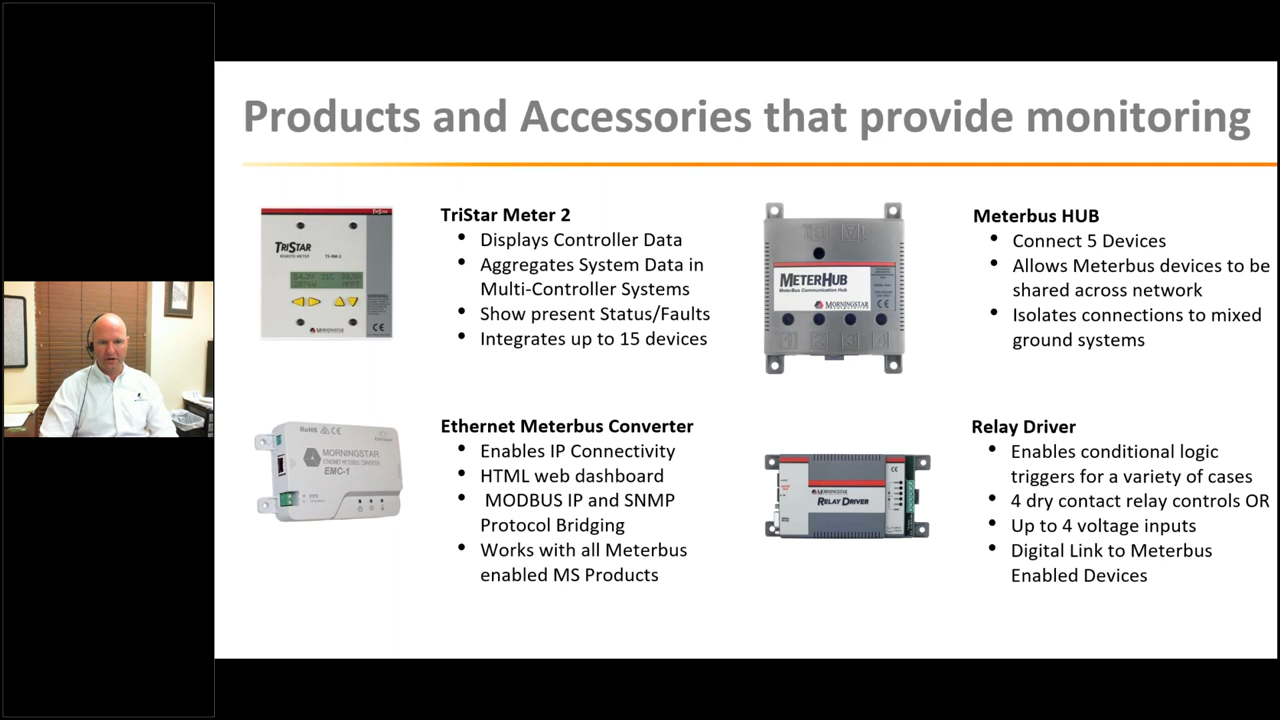 Products and Accessories that provide monitoring
TRISTAR
REMOTE METER
TS-RM-2
MORNINGSTAR
CE
TriStar Meter 2
• Displays Controller Data
• Aggregates System Data in
Multi-Controller Systems
• Show present Status/Faults
• Integrates up to 15 devices
METERHUB
MeterBus Communication Hub
MORNINGSTAR
1 2 3 4
Meterbus HUB
• Connect 5 Devices
• Allows Meterbus devices to be
shared across network
• Isolates connections to mixed
ground systems
RoHS CE
MORNINGSTAR
ETHERNET METERBUS CONVERTER
EMC-1
Ethernet Meterbus Converter
• Enables IP Connectivity
• HTML web dashboard
• MODBUS IP and SNMP
Protocol Bridging
• Works with all Meterbus
enabled MS Products
CE
MORNINGSTAR
RELAY DRIVER
Relay Driver
• Enables conditional logic
triggers for a variety of cases
• 4 dry contact relay controls OR
• Up to 4 voltage inputs
• Digital Link to Meterbus
Enabled Devices